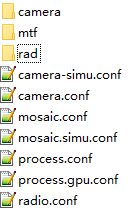 camera
mtf
rad
camera-simu.conf
camera.conf
mosaic.conf
mosaic.simu.conf
process.conf
process.gpu.conf
radio.conf